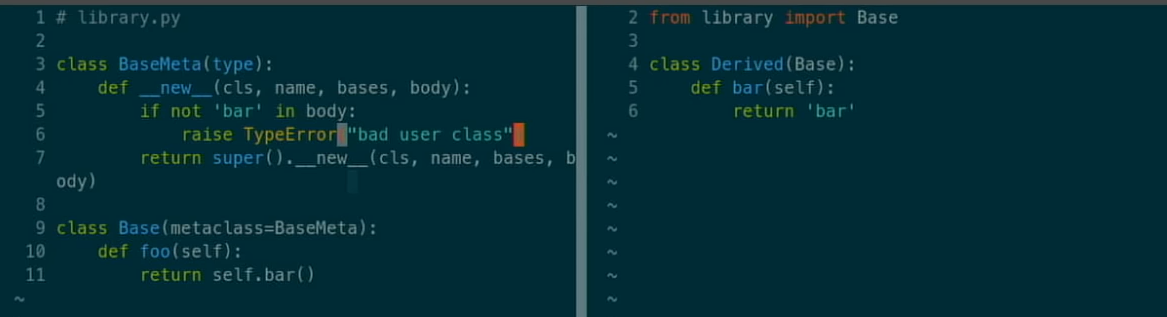 1 # library.py
2
3 class BaseMeta(type):
4     def __new__(cls, name, bases, body):
5         if not 'bar' in body:
6             raise TypeError("bad user class")
7         return super().__new__(cls, name, bases, b
ody)
8
9 class Base(metaclass=BaseMeta):
10     def foo(self):
11         return self.bar()
~
2 from library import Base
3
4 class Derived(Base):
5     def bar(self):
6         return 'bar'
~
~
~
~
~
~
~
~